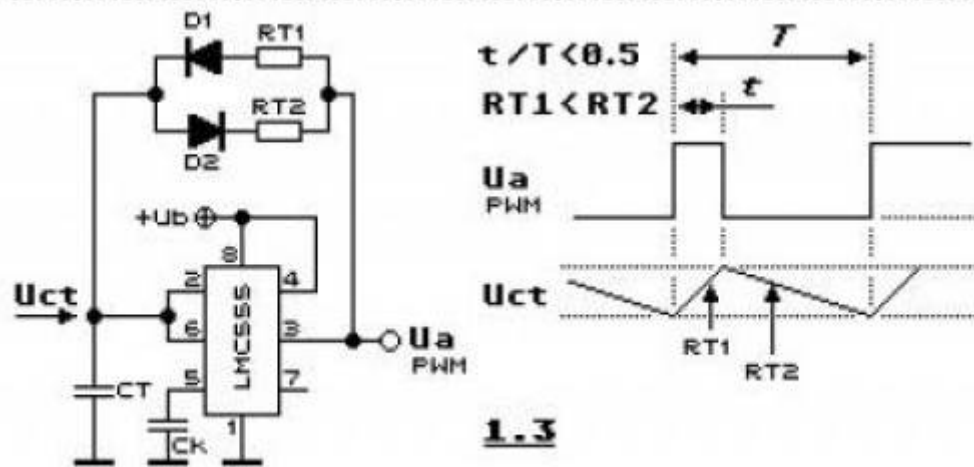 D1
RT1
RT2
D2
+Ub
8
2
4
LMC555
6
3
5
7
1
Uct
Ua
PWM
CT
CK
t/T<0.5
RT1<RT2
T
t
Ua
PWM
Uct
RT1
RT2
1.3